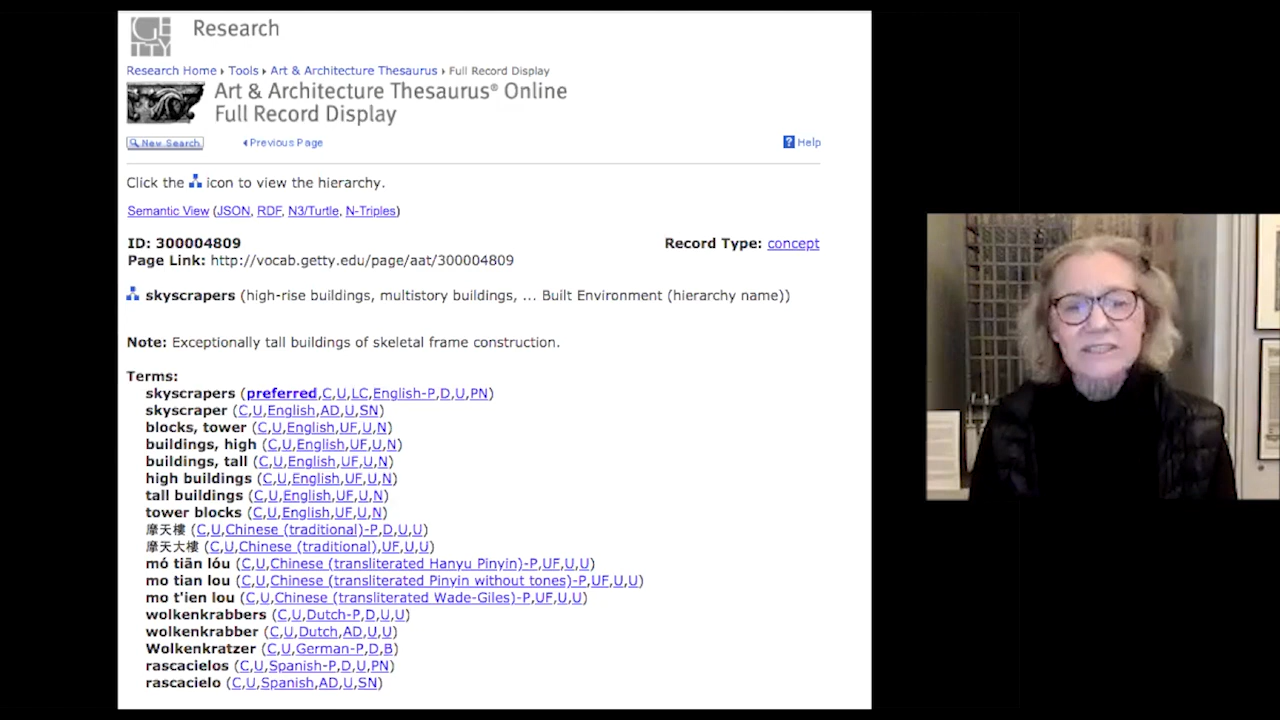 GETTY
Research
Research Home Tools Art & Architecture Thesaurus Full Record Display
Art & Architecture Thesaurus® Online
Full Record Display
New Search Previous Page Help
Click the icon to view the hierarchy.
Semantic View (JSON, RDF, N3/Turtle, N-Triples)
ID: 300004809 Record Type: concept
Page Link: http://vocab.getty.edu/page/aat/300004809
skyscrapers (high-rise buildings, multistory buildings, ... Built Environment (hierarchy name))
Note: Exceptionally tall buildings of skeletal frame construction.
Terms:
skyscrapers (preferred,C,U,LC,English-P,D,U,PN)
skyscraper (C,U,English,AD,U,SN)
blocks, tower (C,U,English,UF,U,N)
buildings, high (C,U,English,UF,U,N)
buildings, tall (C,U,English,UF,U,N)
high buildings (C,U,English,UF,U,N)
tall buildings (C,U,English,UF,U,N)
tower blocks (C,U,English,UF,U,N)
摩天樓 (C,U,Chinese (traditional)-P,D,U,U)
摩天大樓 (C,U,Chinese (traditional),UF,U,U)
mó tiān lóu (C,U,Chinese (transliterated Hanyu Pinyin)-P,UF,U,U)
mo tian lou (C,U,Chinese (transliterated Pinyin without tones)-P,UF,U,U)
mo t'ien lou (C,U,Chinese (transliterated Wade-Giles)-P,UF,U,U)
wolkenkrabbers (C,U,Dutch-P,D,U,U)
wolkenkrabber (C,U,Dutch,AD,U,U)
Wolkenkratzer (C,U,German-P,D,B)
rascacielos (C,U,Spanish-P,D,U,PN)
rascacielo (C,U,Spanish,AD,U,SN)